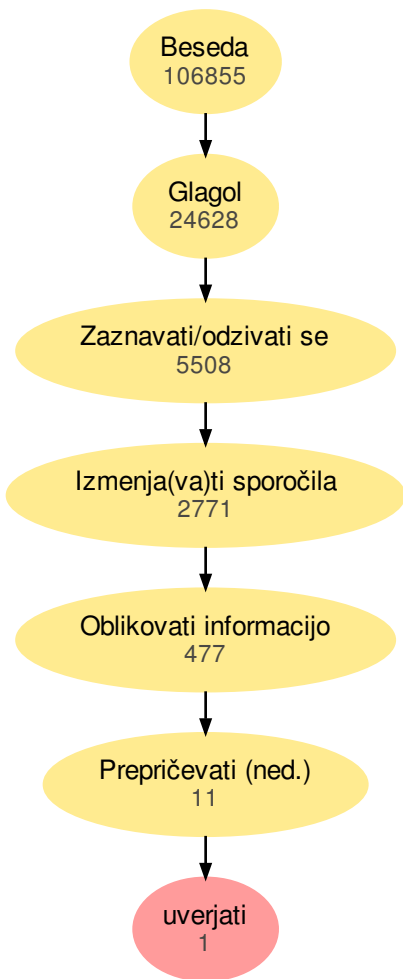 Beseda
106855
Glagol
24628
Zaznavati/odzivati se
5508
Izmenja(va)ti sporočila
2771
Oblikovati informacijo
477
Prepričevati (ned.)
11
uverjati
1